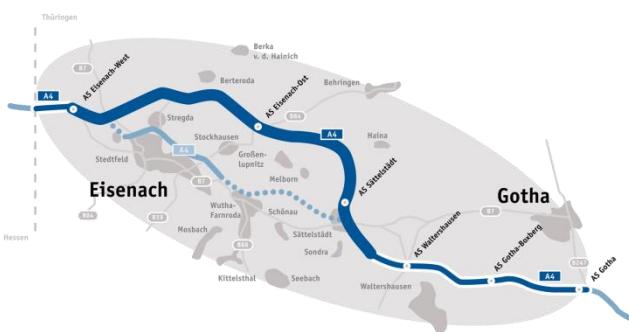 Thüringen
Berka
v. d. Hainich
B7
AS Eisenach-West
Berteroda
AS Eisenach-Ost
Behringen
A4
Stregda
B84
A4
Haina
Stockhausen
A4
Großen-
lupnitz
Stedtfeld
Melborn
AS Sättelstädt
Eisenach
B7
Gotha
Wutha-
Farnroda
Schönau
B7
B84
B19
Mosbach
Sättelstädt
AS Waltershausen
AS Gotha-Boxberg
Hessen
B88
Sondra
B247
AS Gotha
Kittelsthal
Seebach
Waltershausen
A4